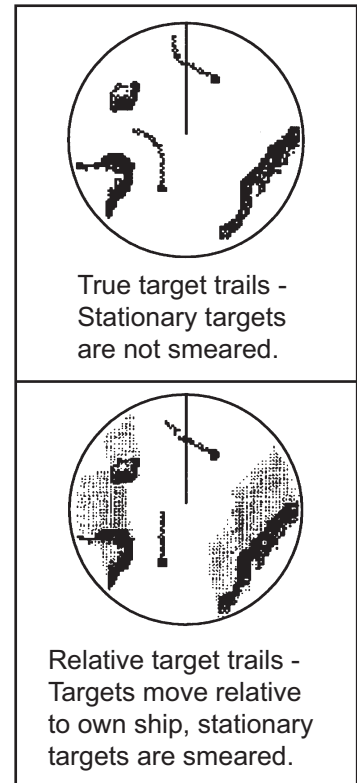 True target trails -
Stationary targets
are not smeared.
Relative target trails -
Targets move relative
to own ship, stationary
targets are smeared.